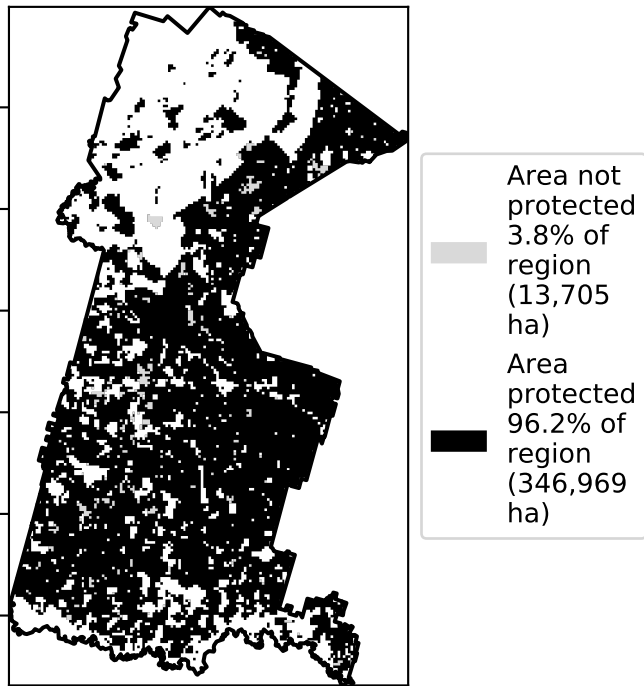 Area not
protected
3.8% of
region
(13,705
ha)
Area
protected
96.2% of
region
(346,969
ha)